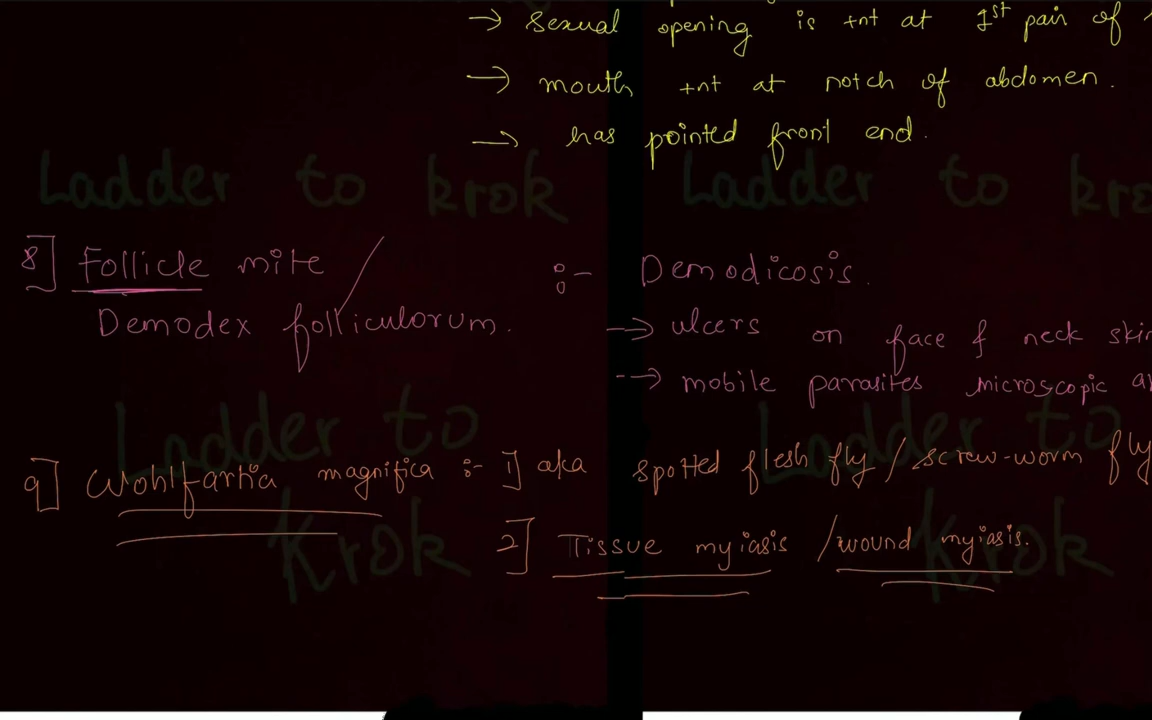 → sexual opening is +nt at 1st pair of
→ mouth +nt at notch of abdomen.
→ has pointed front end.
Ladder to krok Ladder to kro
8] Follicle mite / Demodex folliculorum. :- Demodicosis.
→ ulcers on face & neck skin
--> mobile parasites microscopic
Ladder to Krok Ladder to Krok
9] Wohlfartia magnifica :- 1] aka spotted flesh fly / screw-worm fly
2] Tissue myiasis / wound myiasis.